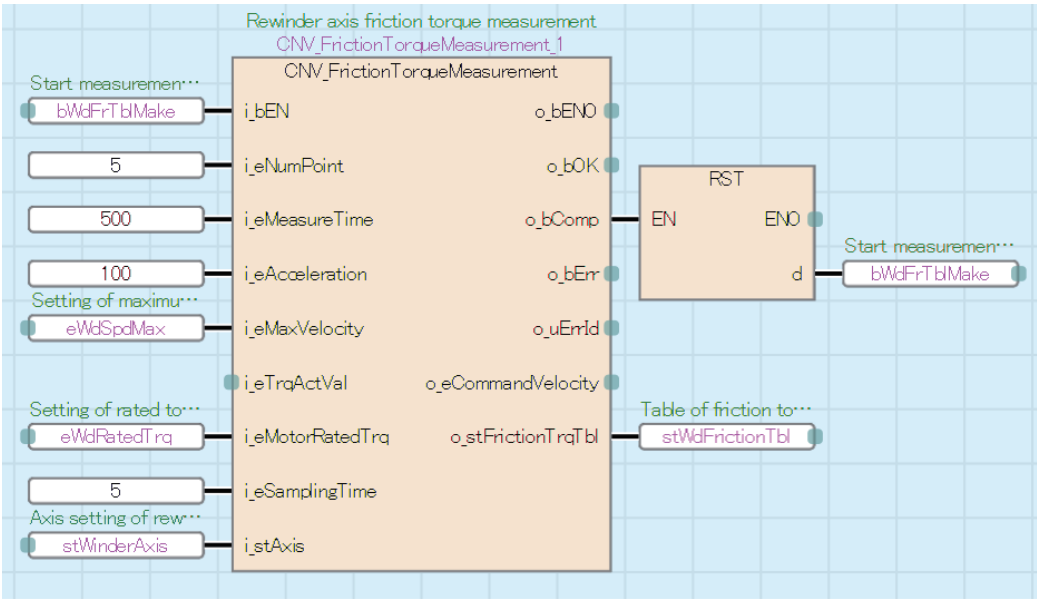 Rewinder axis friction torque measurement
CNV_FrictionTorqueMeasurement_1
CNV_FrictionTorqueMeasurement
Start measuremen···
bWdFrTblMake
i_bEN
o_bENO
5
i_eNumPoint
o_bOK
RST
500
i_eMeasureTime
o_bComp
EN
ENO
Start measuremen···
100
i_eAcceleration
o_bErr
d
bWdFrTblMake
Setting of maximu···
eWdSpdMax
i_eMaxVelocity
o_uErrId
i_eTrqActVal
o_eCommandVelocity
Setting of rated to···
Table of friction to···
eWdRatedTrq
i_eMotorRatedTrq
o_stFrictionTrqTbl
stWdFrictionTbl
5
i_eSamplingTime
Axis setting of rew···
stWinderAxis
i_stAxis